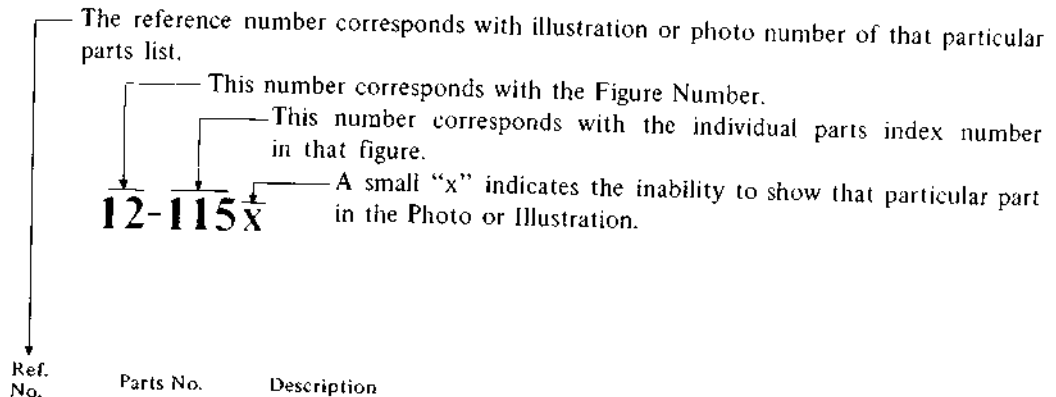 The reference number corresponds with illustration or photo number of that particular
parts list.
This number corresponds with the Figure Number.
This number corresponds with the individual parts index number
in that figure.
A small “x” indicates the inability to show that particular part
in the Photo or Illustration.
12-115x
Ref.
No. Parts No. Description